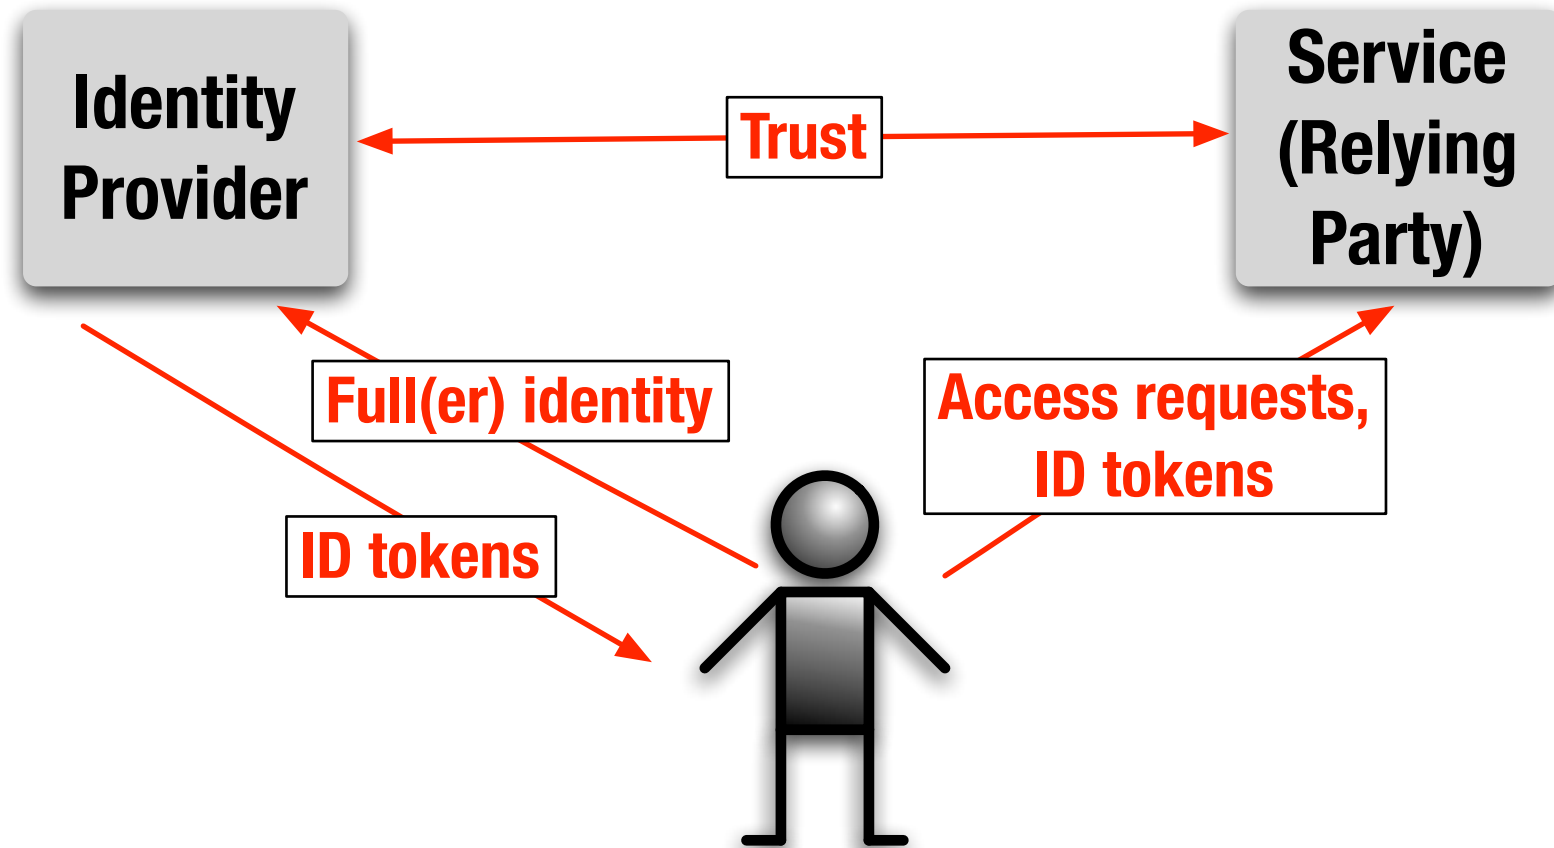 Identity
Provider
Trust
Service
(Relying
Party)
Full(er) identity
Access requests,
ID tokens
ID tokens